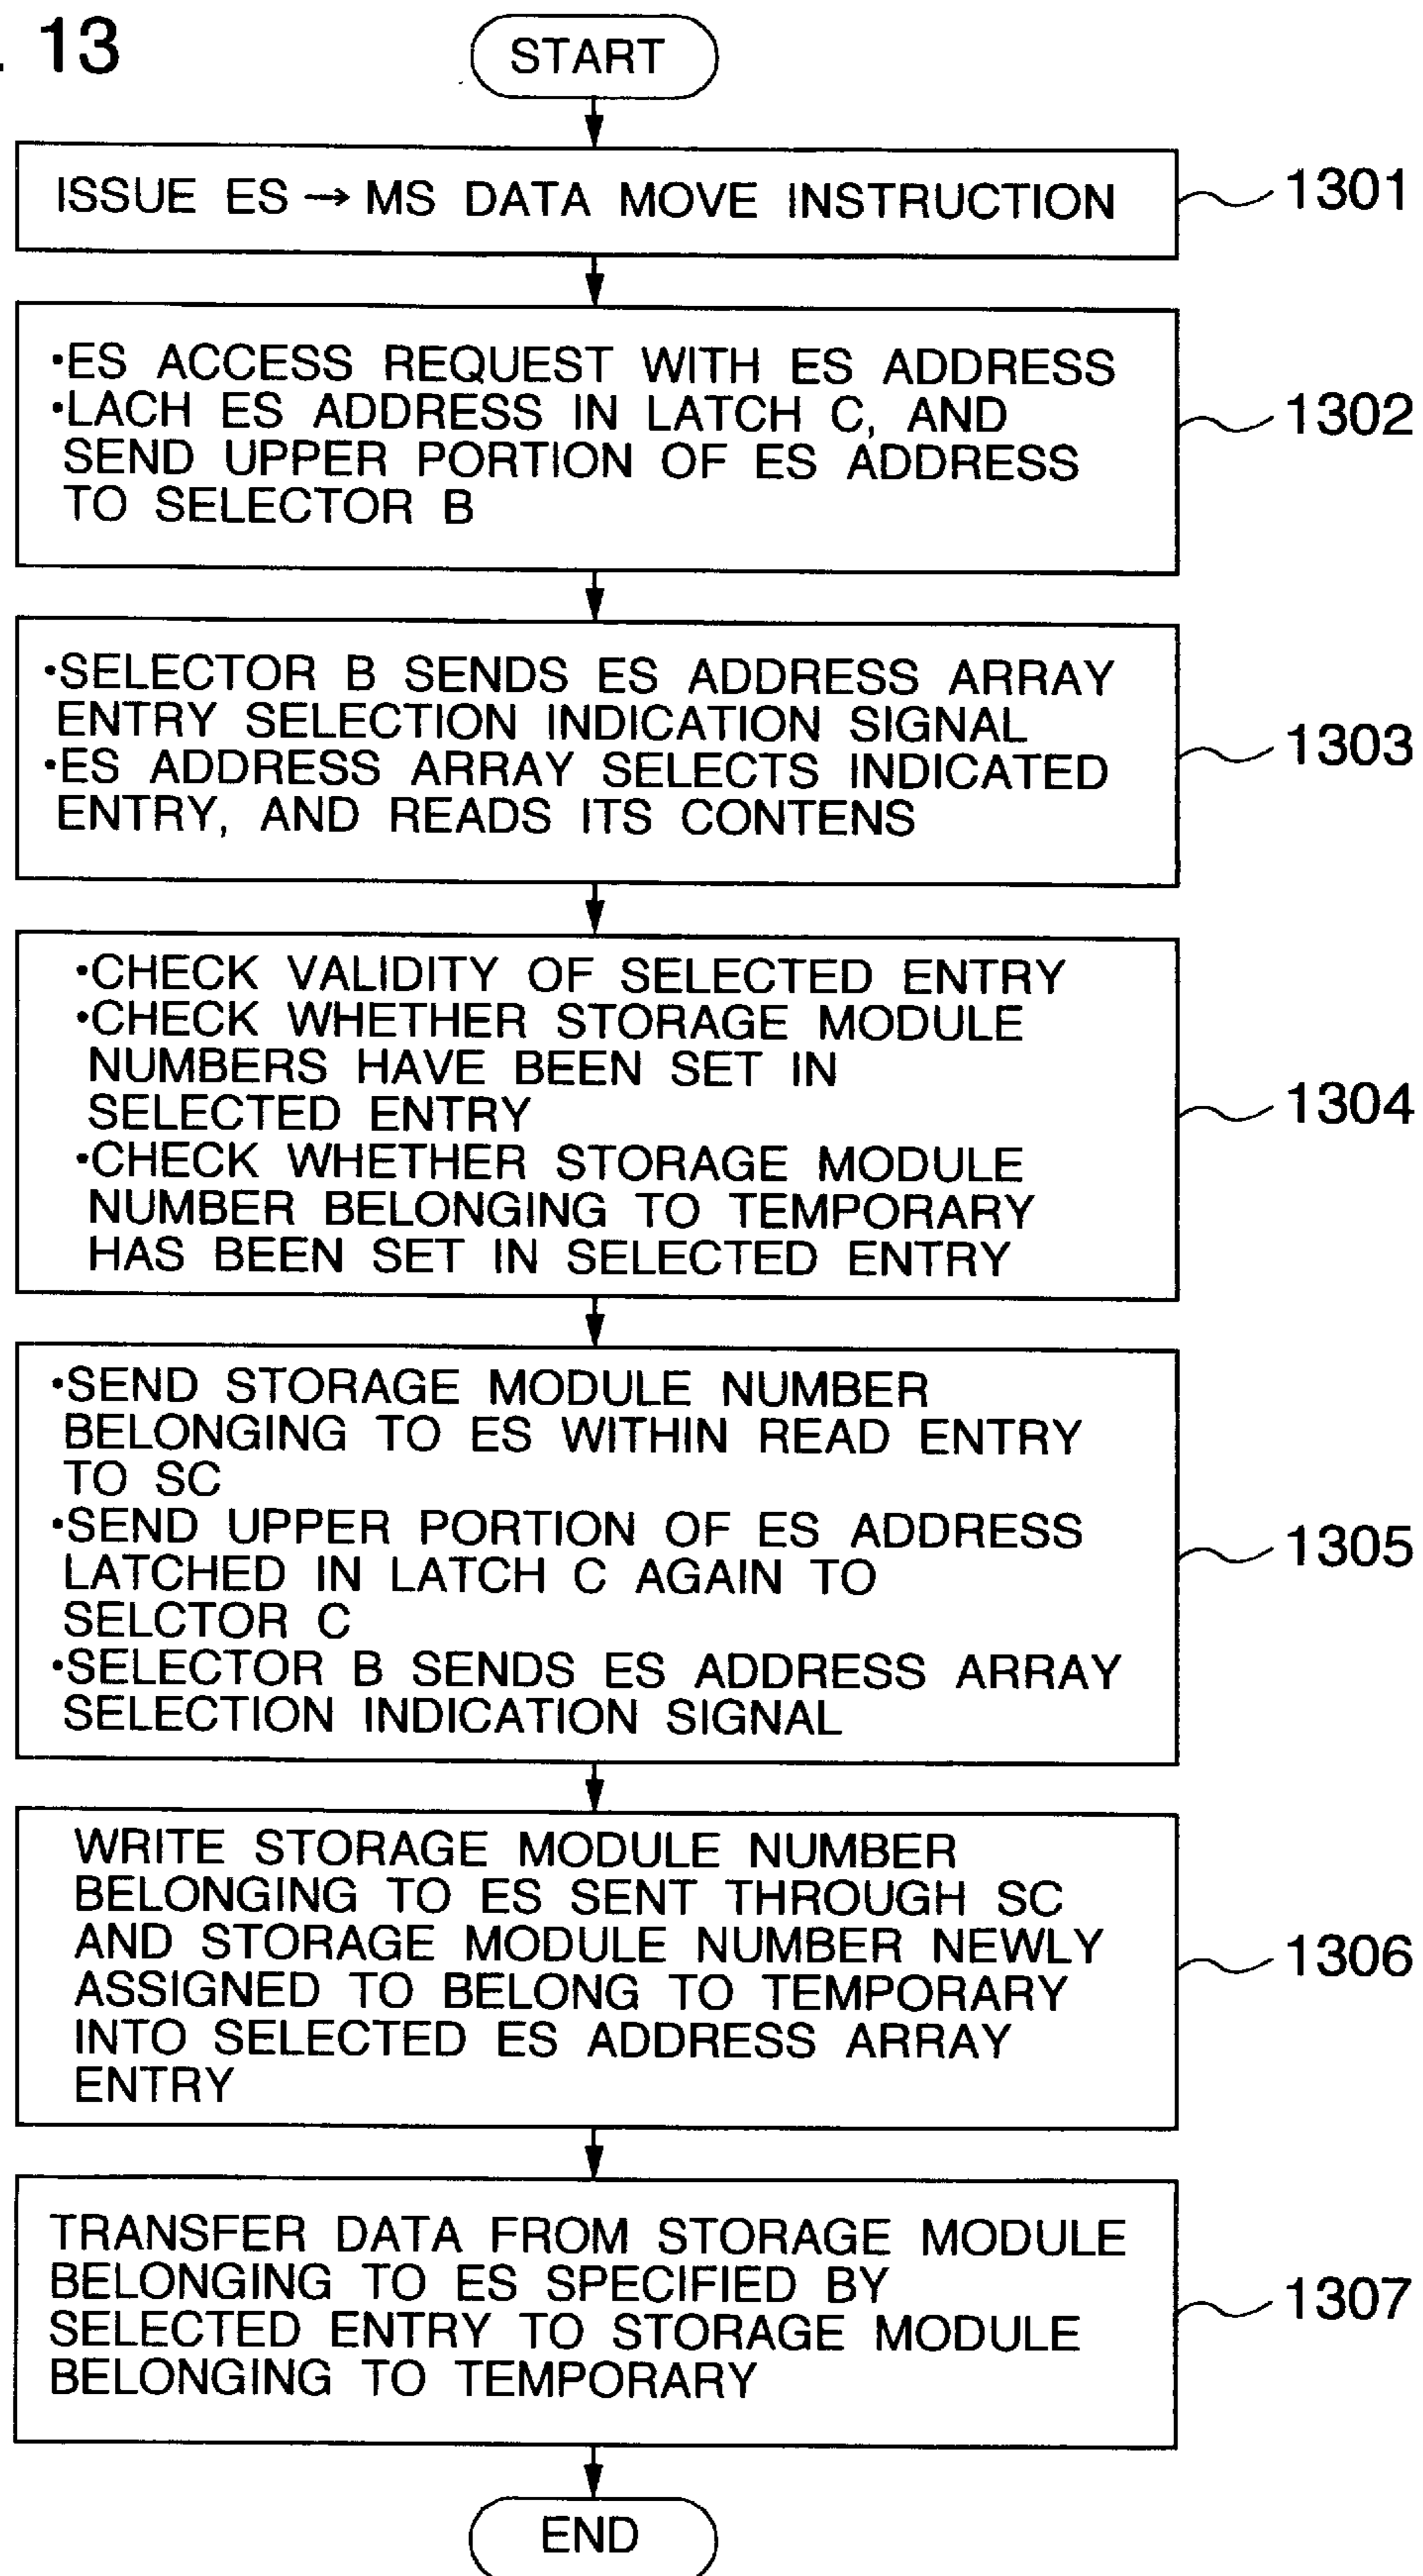 13
START
ISSUE ES → MS DATA MOVE INSTRUCTION
1301
•ES ACCESS REQUEST WITH ES ADDRESS
•LACH ES ADDRESS IN LATCH C, AND
SEND UPPER PORTION OF ES ADDRESS
TO SELECTOR B
1302
•SELECTOR B SENDS ES ADDRESS ARRAY
ENTRY SELECTION INDICATION SIGNAL
•ES ADDRESS ARRAY SELECTS INDICATED
ENTRY, AND READS ITS CONTENS
1303
•CHECK VALIDITY OF SELECTED ENTRY
•CHECK WHETHER STORAGE MODULE
NUMBERS HAVE BEEN SET IN
SELECTED ENTRY
•CHECK WHETHER STORAGE MODULE
NUMBER BELONGING TO TEMPORARY
HAS BEEN SET IN SELECTED ENTRY
1304
•SEND STORAGE MODULE NUMBER
BELONGING TO ES WITHIN READ ENTRY
TO SC
•SEND UPPER PORTION OF ES ADDRESS
LATCHED IN LATCH C AGAIN TO
SELCTOR C
•SELECTOR B SENDS ES ADDRESS ARRAY
SELECTION INDICATION SIGNAL
1305
WRITE STORAGE MODULE NUMBER
BELONGING TO ES SENT THROUGH SC
AND STORAGE MODULE NUMBER NEWLY
ASSIGNED TO BELONG TO TEMPORARY
INTO SELECTED ES ADDRESS ARRAY
ENTRY
1306
TRANSFER DATA FROM STORAGE MODULE
BELONGING TO ES SPECIFIED BY
SELECTED ENTRY TO STORAGE MODULE
BELONGING TO TEMPORARY
1307
END